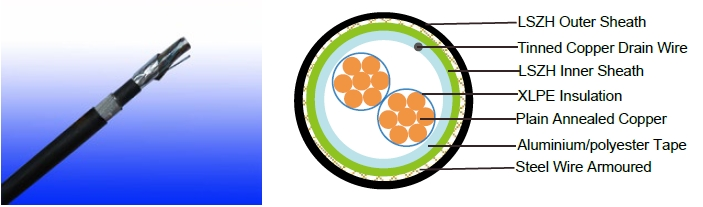 LSZH Outer Sheath
Tinned Copper Drain Wire
LSZH Inner Sheath
XLPE Insulation
Plain Annealed Copper
Aluminium/polyester Tape
Steel Wire Armoured